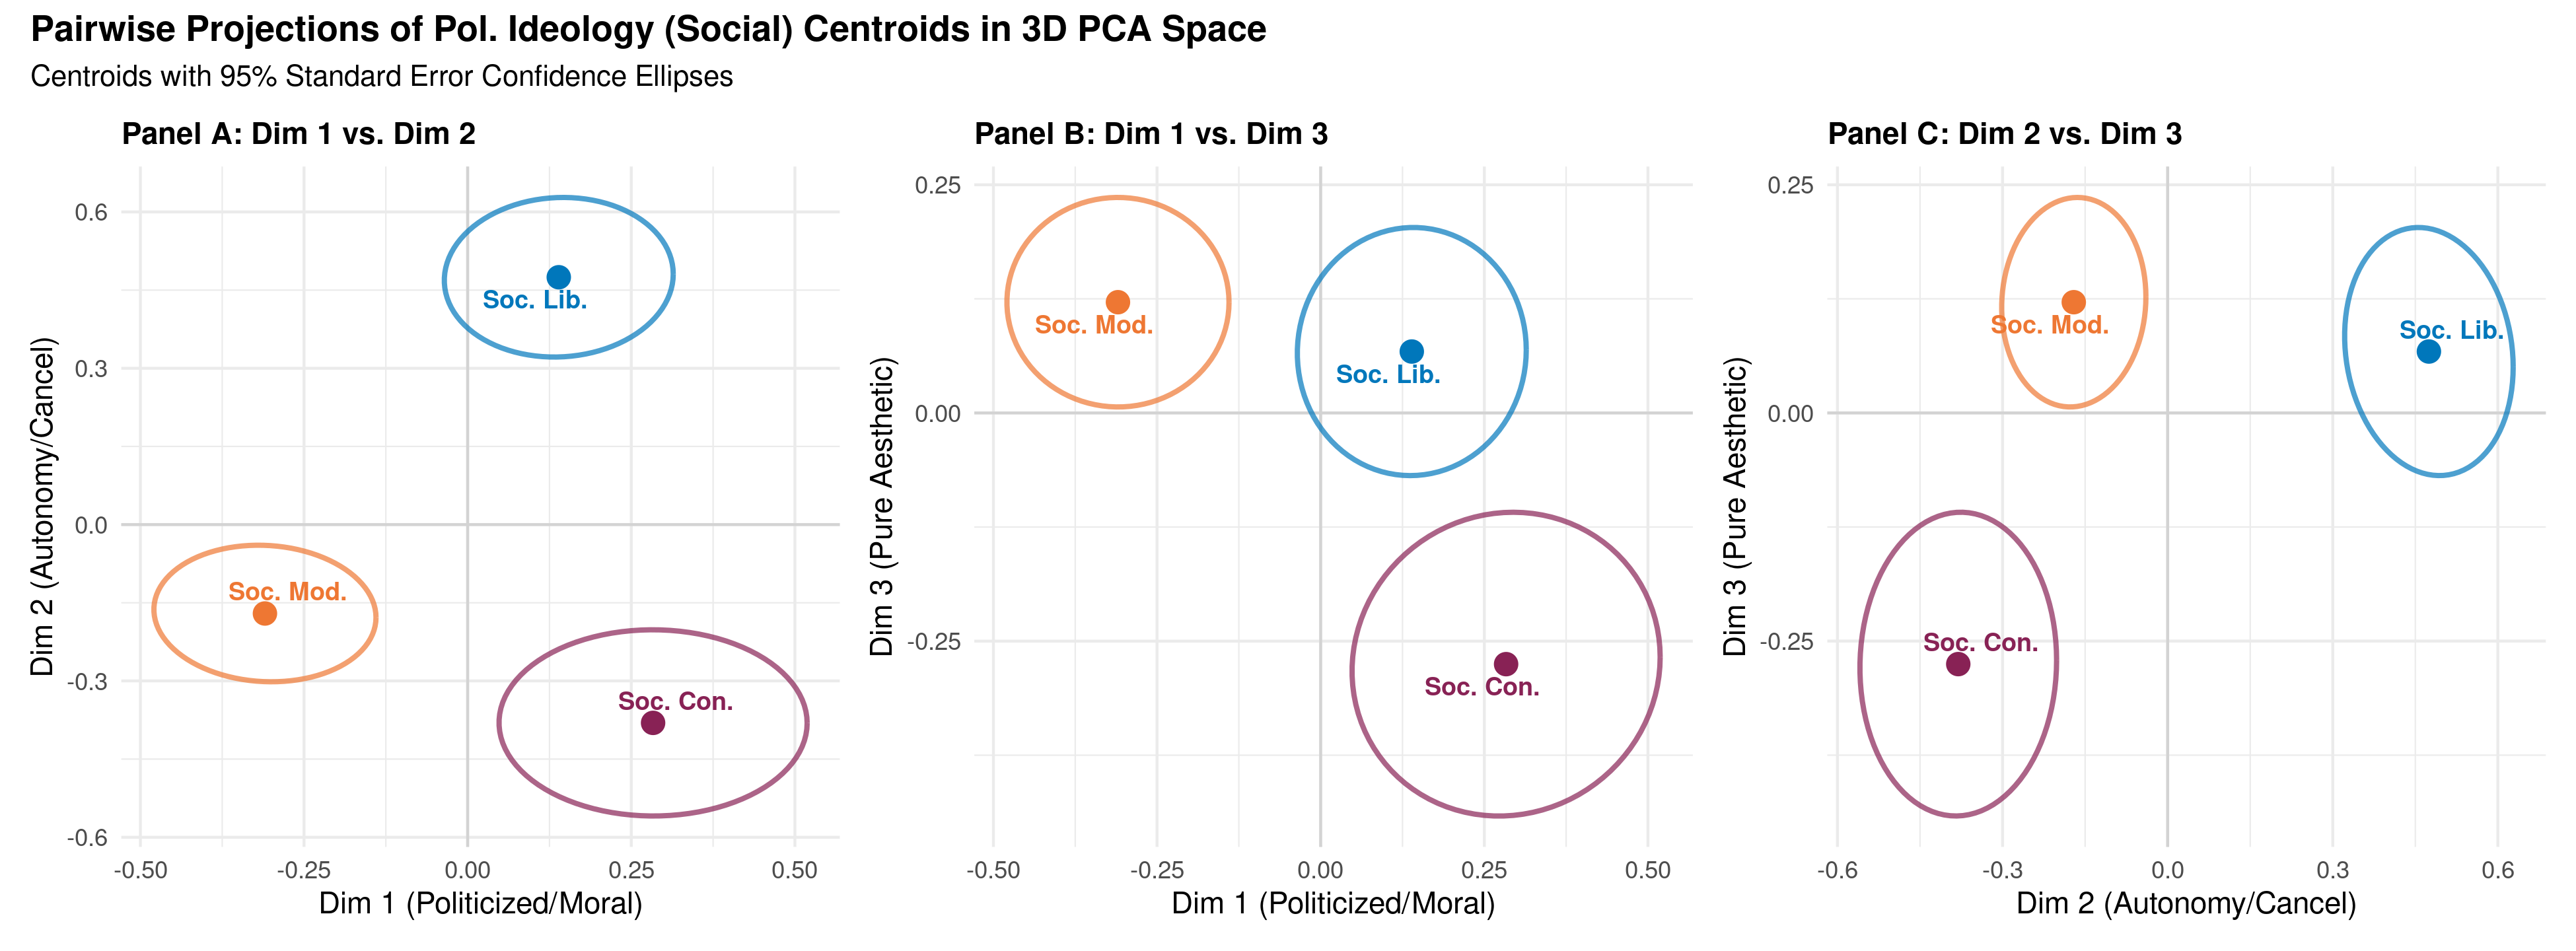 Pairwise Projections of Pol. Ideology (Social) Centroids in 3D PCA Space
Centroids with 95% Standard Error Confidence Ellipses
Panel A: Dim 1 vs. Dim 2
Dim 2 (Autonomy/Cancel)
0.6
0.3
0.0
-0.3
-0.6
Soc. Lib.
Soc. Mod.
Soc. Con.
-0.50 -0.25 0.00 0.25 0.50
Dim 1 (Politicized/Moral)
Panel B: Dim 1 vs. Dim 3
Dim 3 (Pure Aesthetic)
0.25
0.00
-0.25
Soc. Mod.
Soc. Lib.
Soc. Con.
-0.50 -0.25 0.00 0.25 0.50
Dim 1 (Politicized/Moral)
Panel C: Dim 2 vs. Dim 3
Dim 3 (Pure Aesthetic)
0.25
0.00
-0.25
Soc. Mod.
Soc. Lib.
Soc. Con.
-0.6 -0.3 0.0 0.3 0.6
Dim 2 (Autonomy/Cancel)